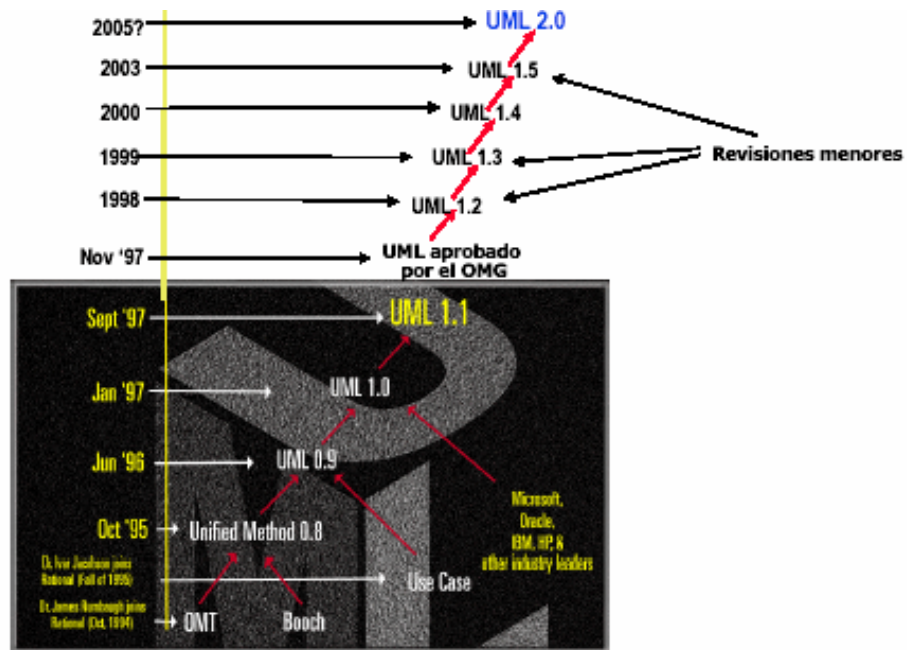 2005?
UML 2.0
2003
UML 1.5
2000
UML 1.4
1999
UML 1.3
Revisiones menores
1998
UML 1.2
Nov '97
UML aprobado
por el OMG
Sept '97
UML 1.1
Jan '97
UML 1.0
Jun '96
UML 0.9
Microsoft,
Oracle,
IBM, HP, &
other industry leaders
Oct '95
Unified Method 0.8
Dr. Ivar Jacobson joins
Rational (Fall of 1995)
Use Case
Dr. James Rumbaugh joins
Rational (Oct, 1994)
OMT
Booch